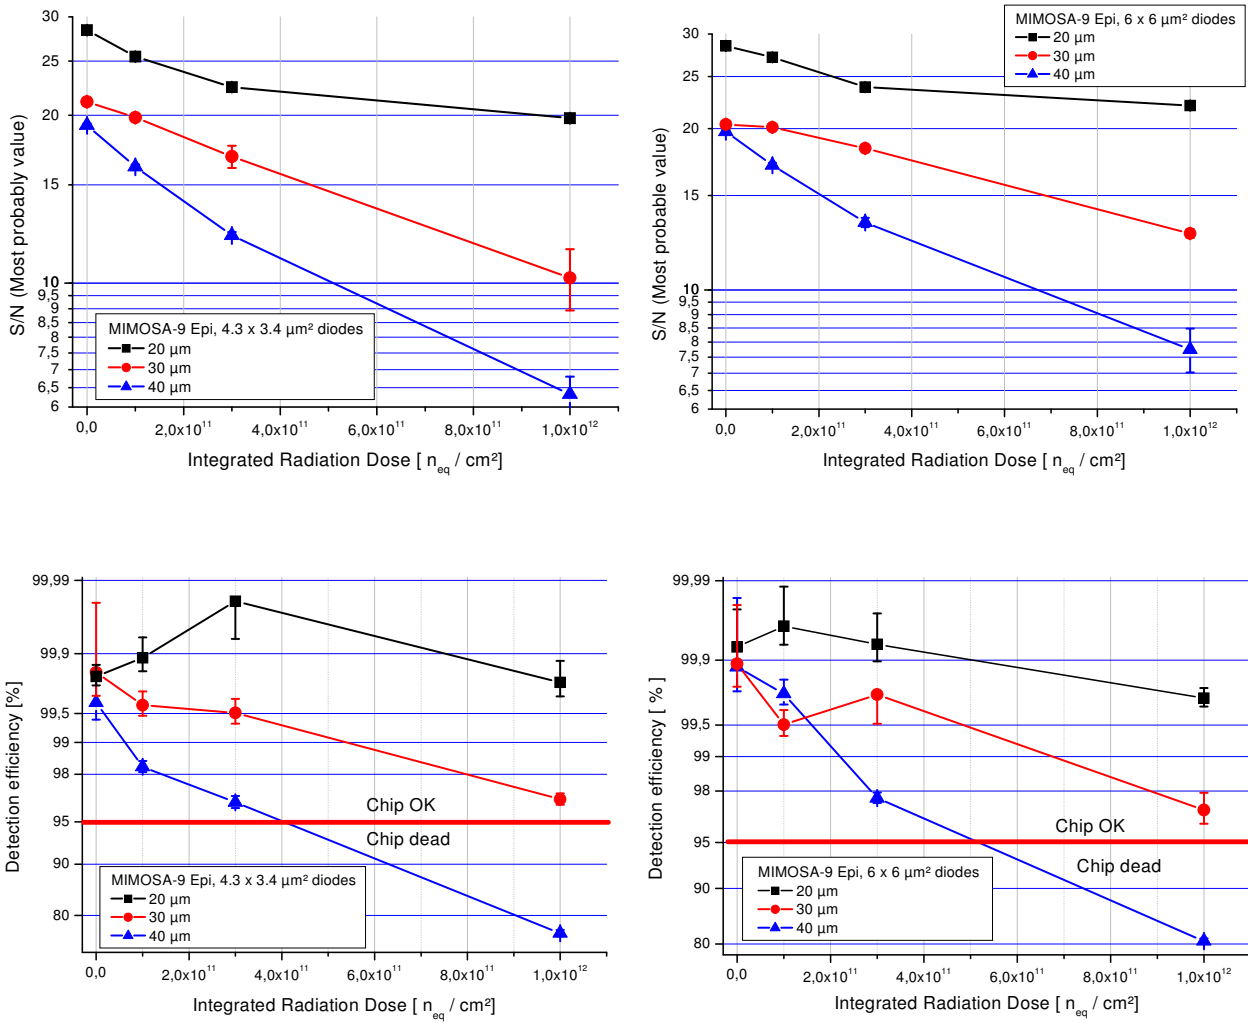 30
25
20
15
10
9,5
9
8,5
8
7,5
7
6,5
6
S/N (Most probably value)
MIMOSA-9 Epi, 4.3 x 3.4 µm² diodes
20 µm
30 µm
40 µm
0,0
2,0x10¹¹
4,0x10¹¹
6,0x10¹¹
8,0x10¹¹
1,0x10¹²
Integrated Radiation Dose [ n_eq / cm²]
MIMOSA-9 Epi, 6 x 6 µm² diodes
20 µm
30 µm
40 µm
30
25
20
15
10
9,5
9
8,5
8
7,5
7
6,5
6
S/N (Most probable value)
0,0
2,0x10¹¹
4,0x10¹¹
6,0x10¹¹
8,0x10¹¹
1,0x10¹²
Integrated Radiation Dose [ n_eq / cm²]
99,99
99,9
99,5
99
98
95
90
80
Detection efficiency [%]
Chip OK
Chip dead
MIMOSA-9 Epi, 4.3 x 3.4 µm² diodes
20 µm
30 µm
40 µm
0,0
2,0x10¹¹
4,0x10¹¹
6,0x10¹¹
8,0x10¹¹
1,0x10¹²
Integrated Radiation Dose [ n_eq / cm²]
99,99
99,9
99,5
99
98
95
90
80
Detection efficiency [ % ]
Chip OK
Chip dead
MIMOSA-9 Epi, 6 x 6 µm² diodes
20 µm
30 µm
40 µm
0,0
2,0x10¹¹
4,0x10¹¹
6,0x10¹¹
8,0x10¹¹
1,0x10¹²
Integrated Radiation Dose [ n_eq / cm²]